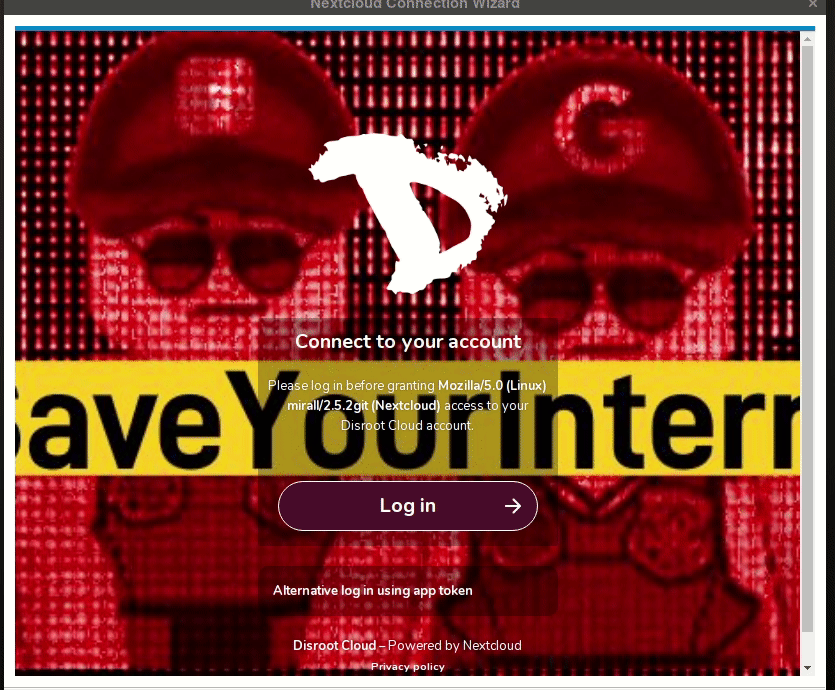 Nextcloud Connection Wizard
G
D
Connect to your account
Please log in before granting Mozilla/5.0 (Linux)
mirall/2.5.2git (Nextcloud) access to your
Disroot Cloud account.
SaveYourIntern
Log in
Alternative log in using app token
Disroot Cloud – Powered by Nextcloud
Privacy policy